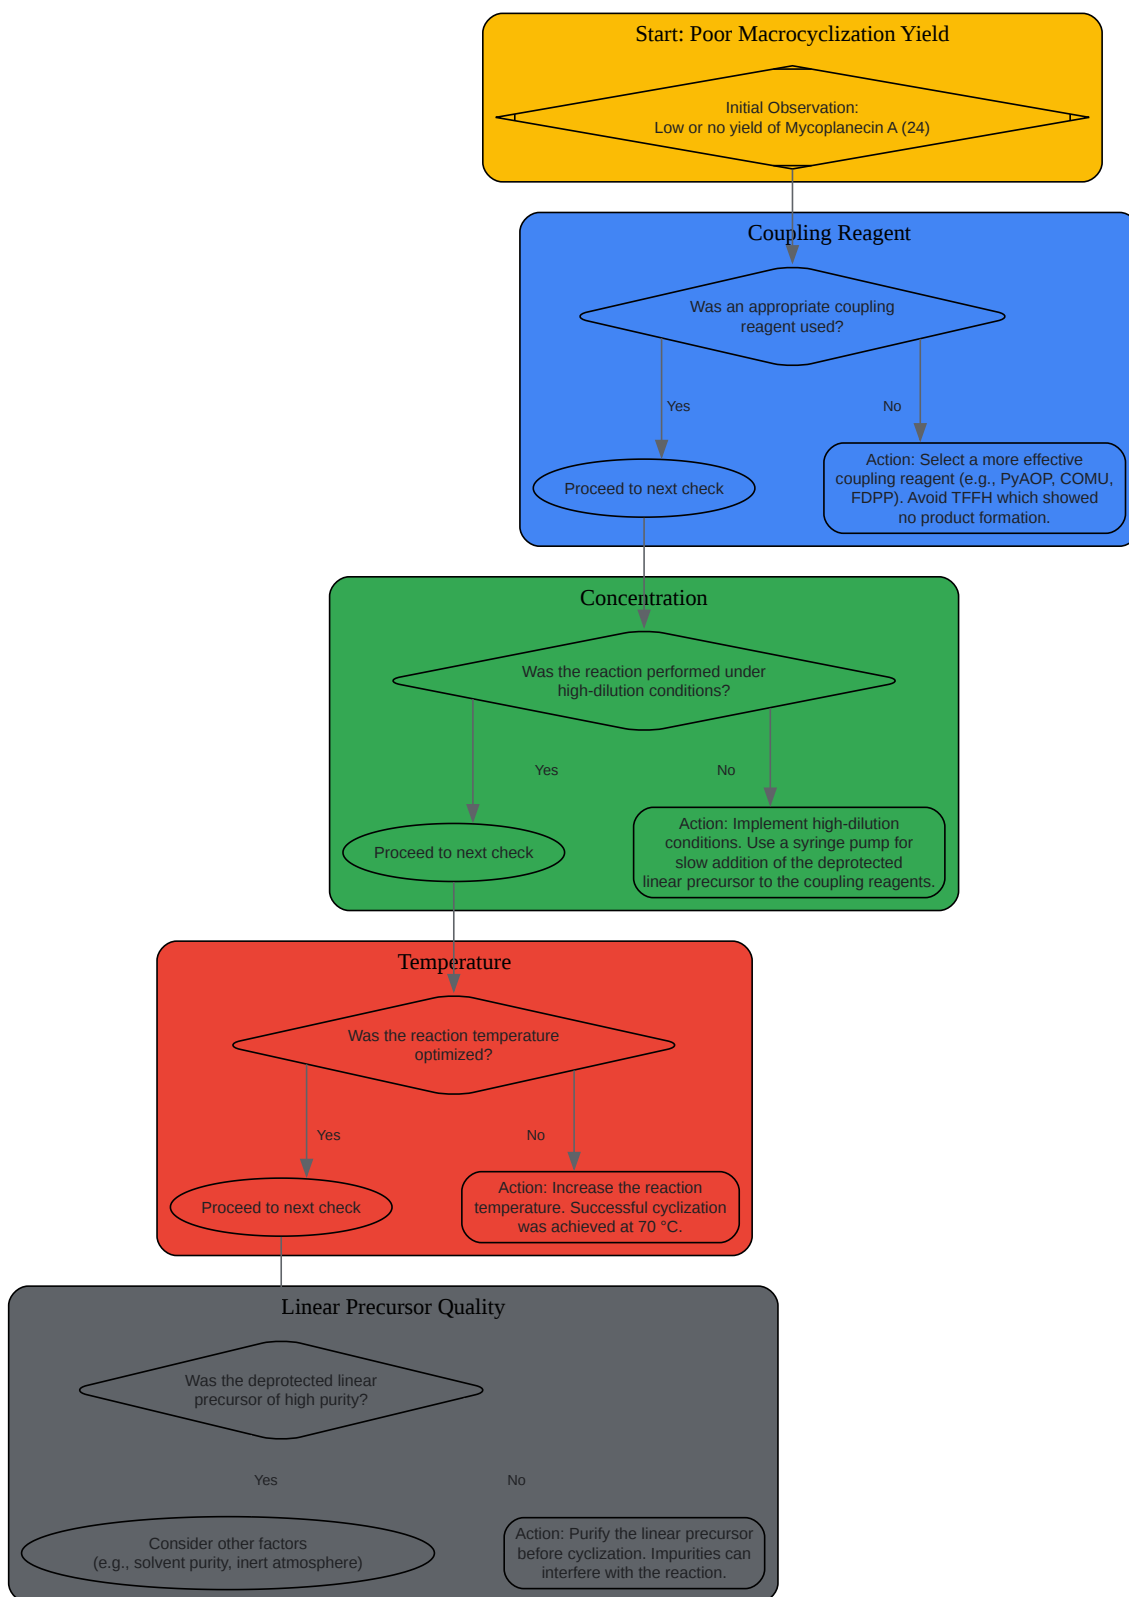 Start: Poor Macrocyclization Yield
Initial Observation:
Low or no yield of Mycoplanecin A (24)
Coupling Reagent
Was an appropriate coupling
reagent used?
Yes
No
Proceed to next check
Action: Select a more effective
coupling reagent (e.g., PyAOP, COMU,
FDPP). Avoid TFFH which showed
no product formation.
Concentration
Was the reaction performed under
high-dilution conditions?
Yes
No
Proceed to next check
Action: Implement high-dilution
conditions. Use a syringe pump for
slow addition of the deprotected
linear precursor to the coupling reagents.
Temperature
Was the reaction temperature
optimized?
Yes
No
Proceed to next check
Action: Increase the reaction
temperature. Successful cyclization
was achieved at 70 °C.
Linear Precursor Quality
Was the deprotected linear
precursor of high purity?
Yes
No
Consider other factors
(e.g., solvent purity, inert atmosphere)
Action: Purify the linear precursor
before cyclization. Impurities can
interfere with the reaction.